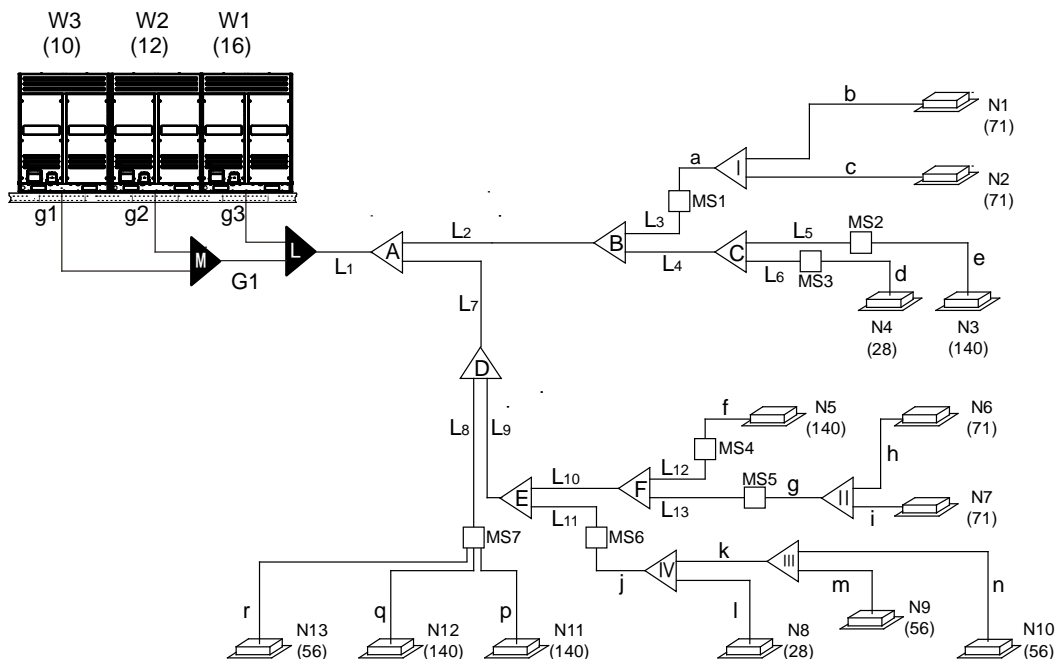 W3 W2 W1
(10) (12) (16)
g1 g2 g3
M L
G1
L1
A
L2
B
L3
MS1
a
I
b
N1
(71)
c
N2
(71)
L4
C
L5
MS2
e
N3
(140)
L6
MS3
d
N4
(28)
L7
D
L8
L9
E
L10
F
L12
MS4
f
N5
(140)
L13
MS5
g
II
h
N6
(71)
i
N7
(71)
L11
MS6
j
IV
k
III
l
N8
(28)
m
N9
(56)
n
N10
(56)
MS7
p
N11
(140)
q
N12
(140)
r
N13
(56)